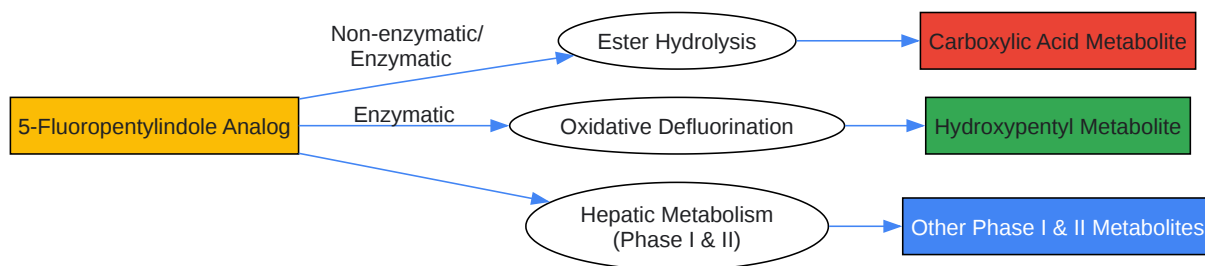 Non-enzymatic/
Enzymatic
Ester Hydrolysis
Carboxylic Acid Metabolite
5-Fluoropentylindole Analog
Enzymatic
Oxidative Defluorination
Hydroxypentyl Metabolite
Hepatic Metabolism
(Phase I & II)
Other Phase I & II Metabolites